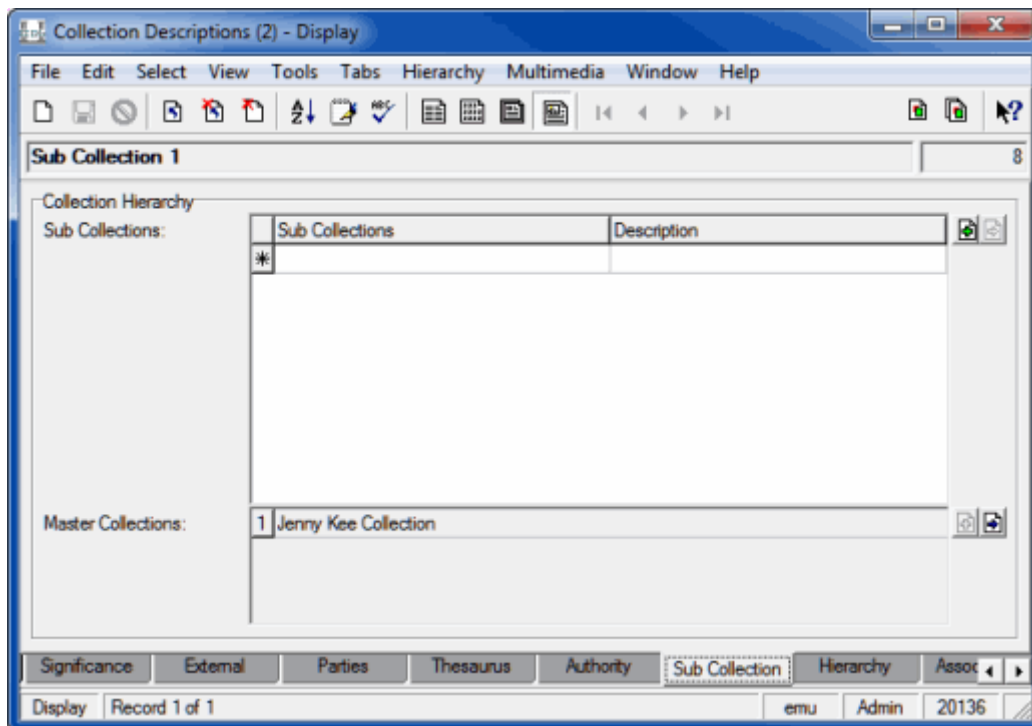 Collection Descriptions (2) - Display
File Edit Select View Tools Tabs Hierarchy Multimedia Window Help
Sub Collection 1 8
Collection Hierarchy
Sub Collections: Sub Collections Description
Master Collections: 1 Jenny Kee Collection
Significance External Parties Thesaurus Authority Sub Collection Hierarchy Assoc
Display Record 1 of 1 emu Admin 20136